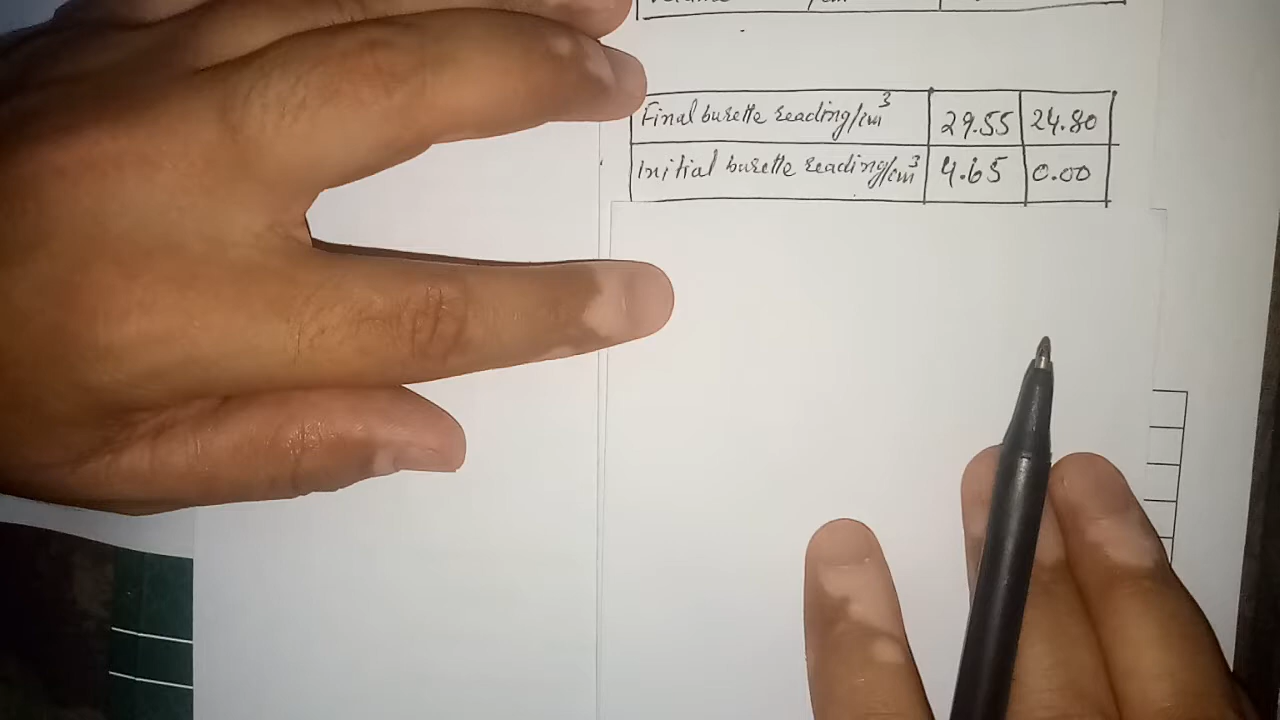 Final burette reading/cm³ 29.55 24.80
Initial burette reading/cm³ 4.65 0.00